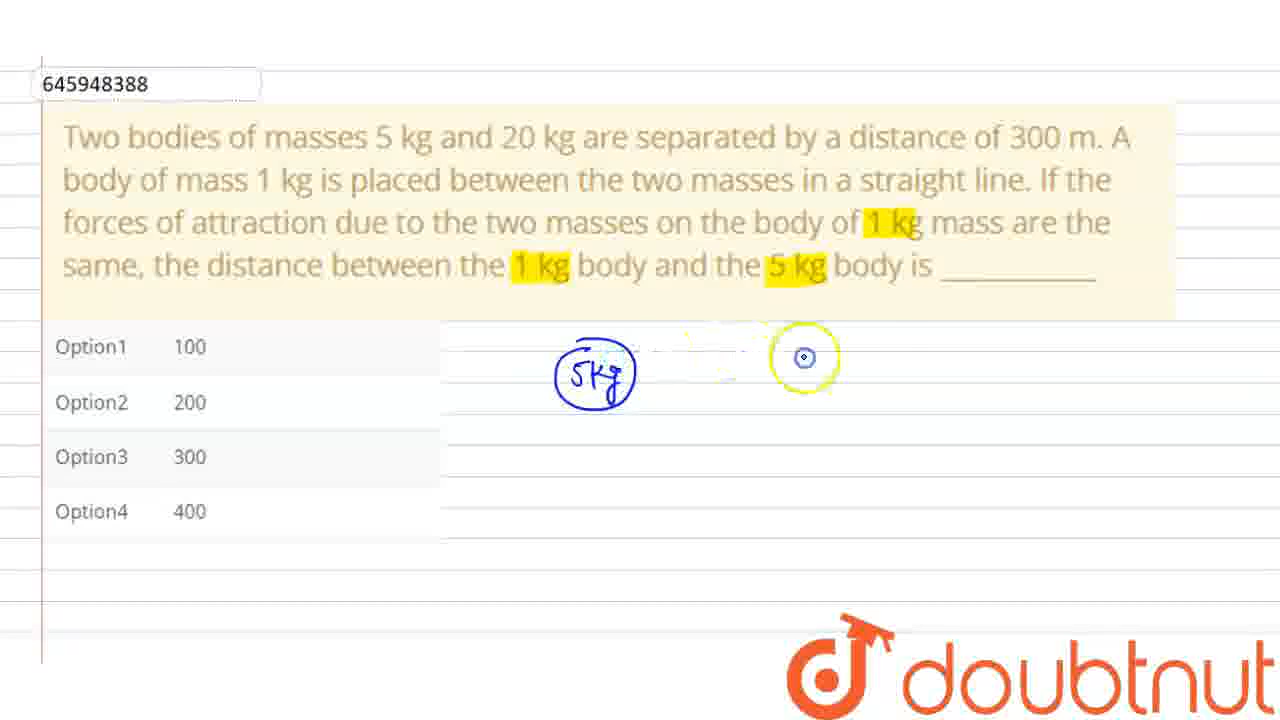 645948388
Two bodies of masses 5 kg and 20 kg are separated by a distance of 300 m. A
body of mass 1 kg is placed between the two masses in a straight line. If the
forces of attraction due to the two masses on the body of 1 kg mass are the
same, the distance between the 1 kg body and the 5 kg body is ____________
Option1 100
Option2 200
Option3 300
Option4 400
5kg
doubtnut